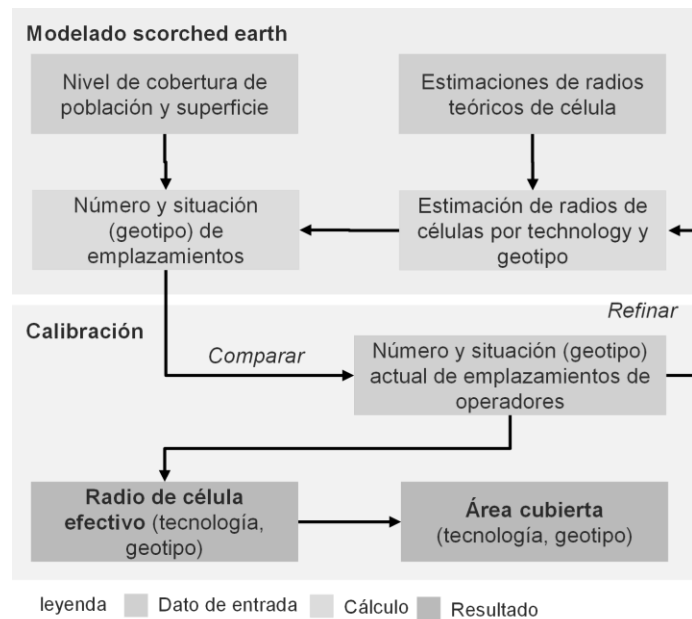 Modelado scorched earth
Nivel de cobertura de
población y superficie
Estimaciones de radios
teóricos de célula
Número y situación
(geotipo) de
emplazamientos
Estimación de radios de
células por technology y
geotipo
Refinar
Calibración
Comparar
Número y situación (geotipo)
actual de emplazamientos de
operadores
Radio de célula
efectivo (tecnología,
geotipo)
Área cubierta
(tecnología, geotipo)
leyenda Dato de entrada Cálculo Resultado